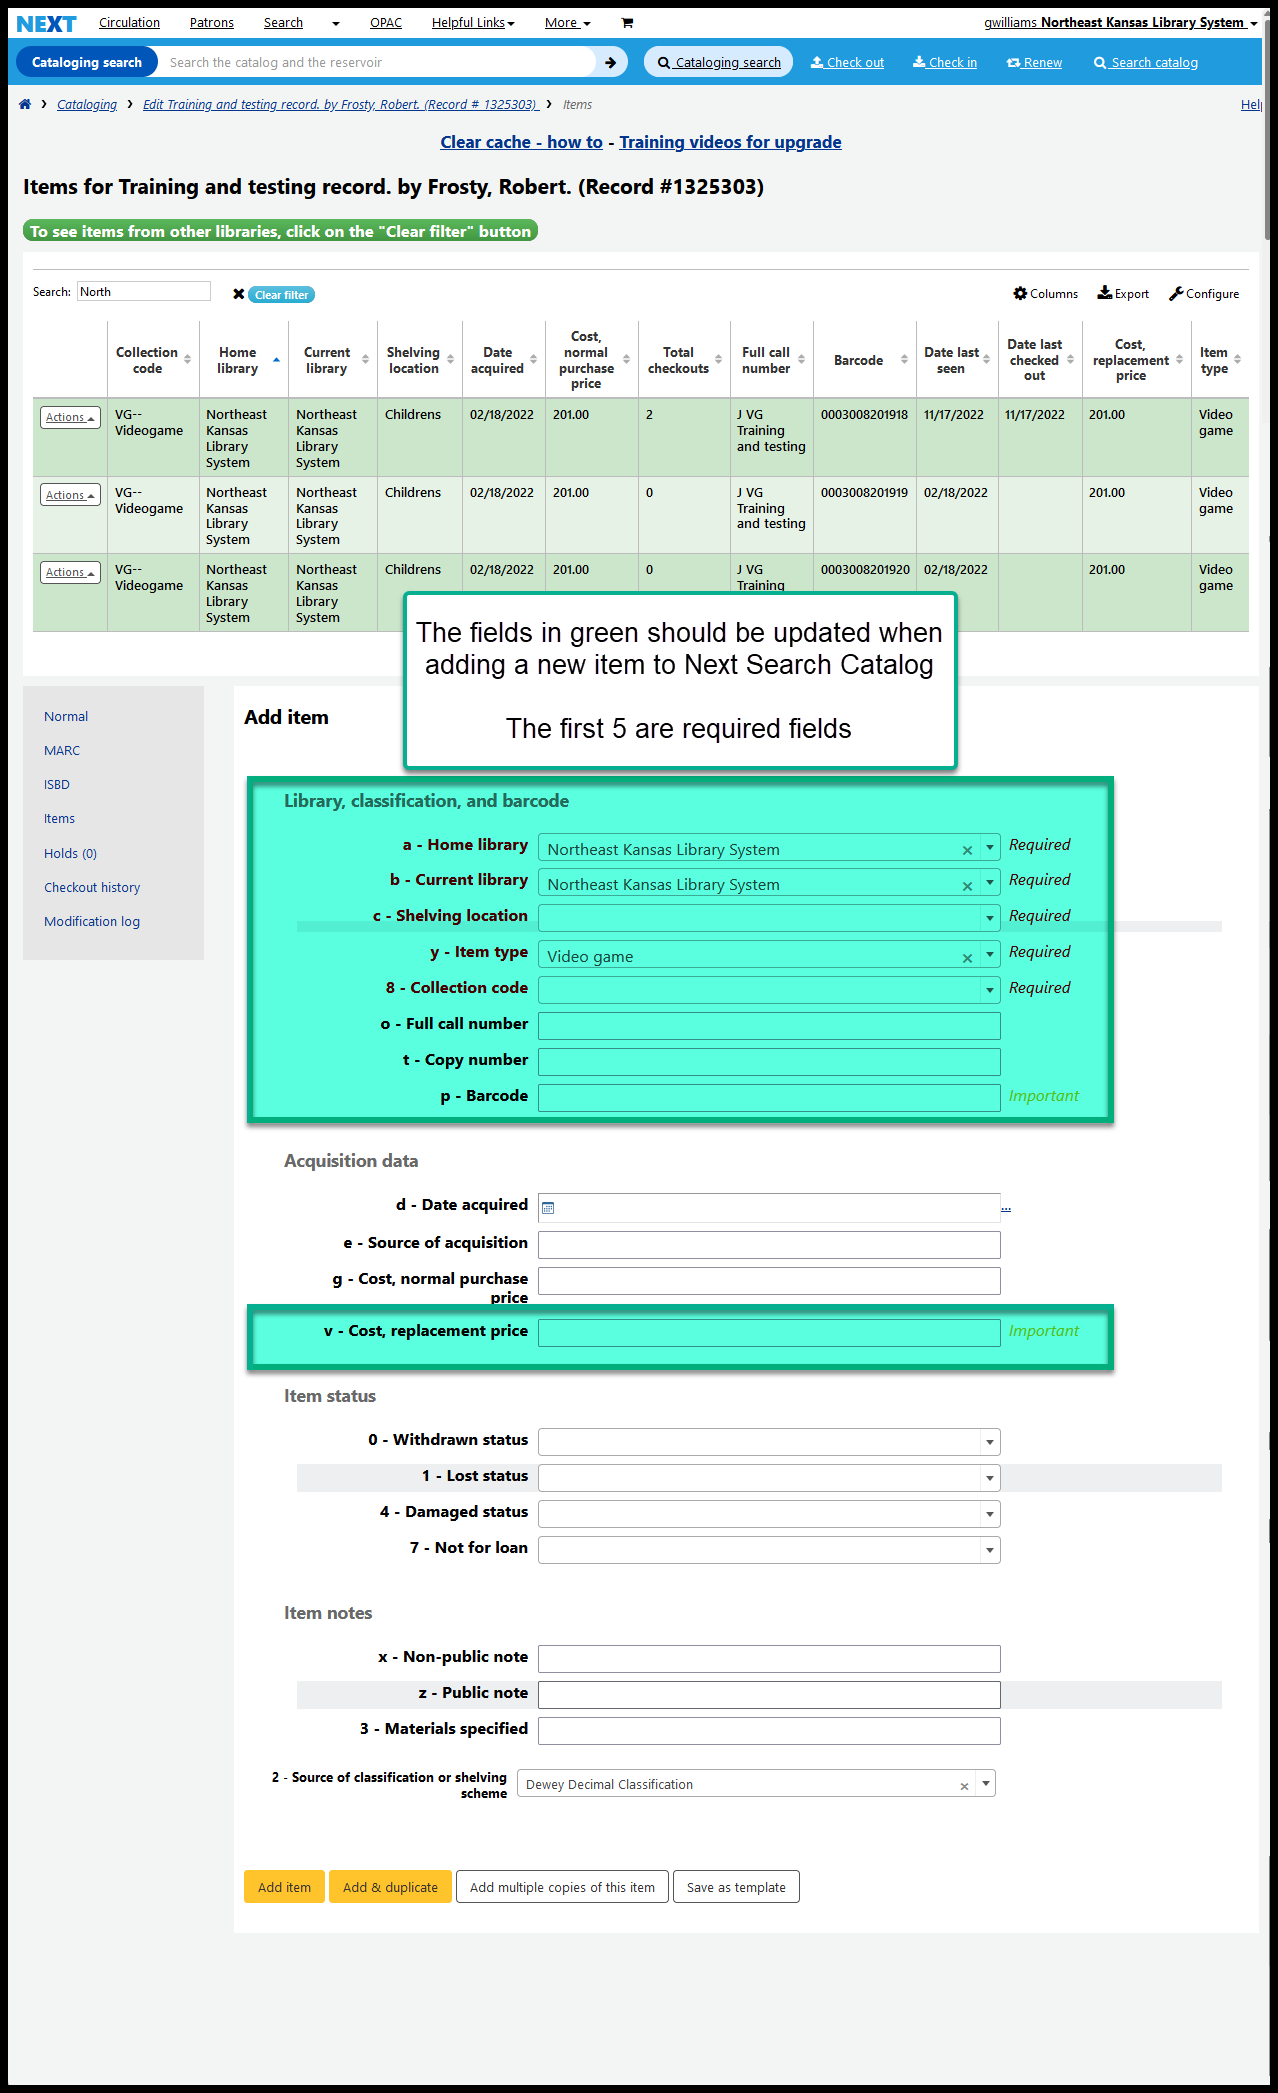 NEXT Circulation Patrons Search OPAC Helpful Links More gwilliams Northeast Kansas Library System
Cataloging search Search the catalog and the reservoir Cataloging search Check out Check in Renew Search catalog
Cataloging Edit Training and testing record. by Frosty, Robert. (Record # 1325303) Items Help
Clear cache - how to - Training videos for upgrade
Items for Training and testing record. by Frosty, Robert. (Record #1325303)
To see items from other libraries, click on the "Clear filter" button
Search: North Clear filter Columns Export Configure
Collection code Home library Current library Shelving location Date acquired Cost, normal purchase price Total checkouts Full call number Barcode Date last seen Date last checked out Cost, replacement price Item type
Actions VG--Videogame Northeast Kansas Library System Northeast Kansas Library System Childrens 02/18/2022 201.00 2 J VG Training and testing 0003008201918 11/17/2022 11/17/2022 201.00 Video game
Actions VG--Videogame Northeast Kansas Library System Northeast Kansas Library System Childrens 02/18/2022 201.00 0 J VG Training and testing 0003008201919 02/18/2022 201.00 Video game
Actions VG--Videogame Northeast Kansas Library System Northeast Kansas Library System Childrens 02/18/2022 201.00 0 J VG Training 0003008201920 02/18/2022 201.00 Video game
The fields in green should be updated when
adding a new item to Next Search Catalog
The first 5 are required fields
Normal
MARC
ISBD
Items
Holds (0)
Checkout history
Modification log
Add item
Library, classification, and barcode
a - Home library Northeast Kansas Library System × Required
b - Current library Northeast Kansas Library System × Required
c - Shelving location Required
y - Item type Video game × Required
8 - Collection code Required
o - Full call number
t - Copy number
p - Barcode Important
Acquisition data
d - Date acquired ...
e - Source of acquisition
g - Cost, normal purchase
price
v - Cost, replacement price Important
Item status
0 - Withdrawn status
1 - Lost status
4 - Damaged status
7 - Not for loan
Item notes
x - Non-public note
z - Public note
3 - Materials specified
2 - Source of classification or shelving
scheme Dewey Decimal Classification ×
Add item Add & duplicate Add multiple copies of this item Save as template